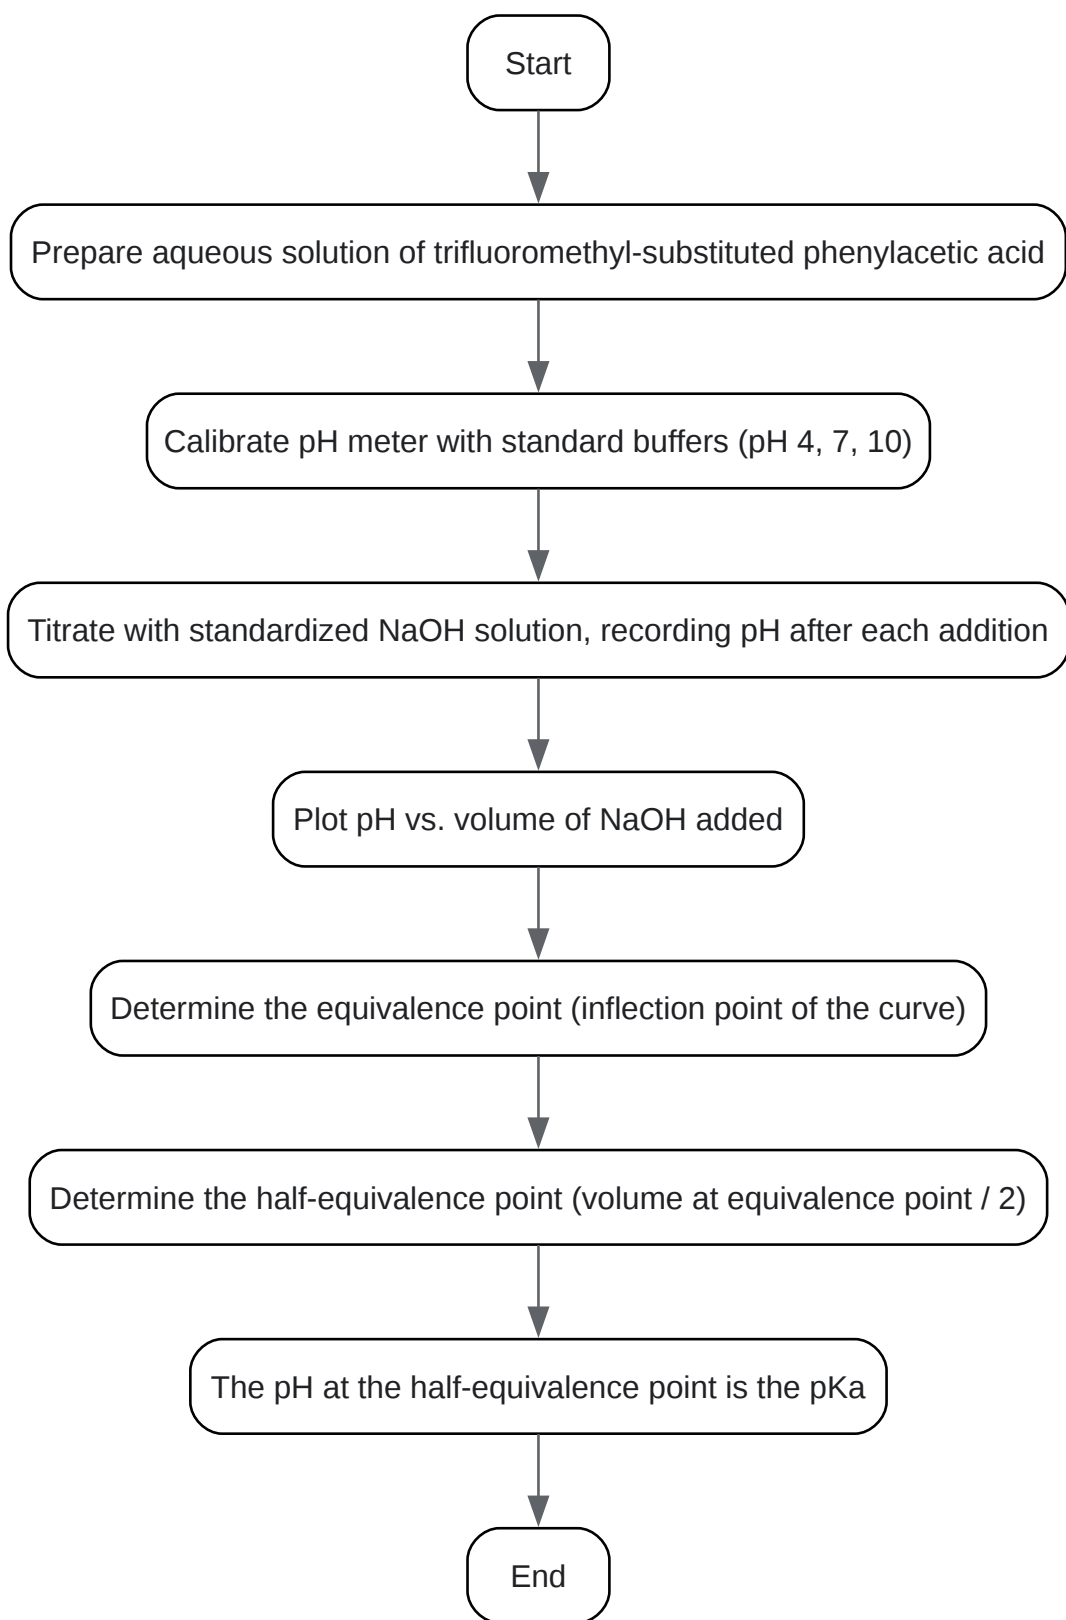 Start
Prepare aqueous solution of trifluoromethyl-substituted phenylacetic acid
Calibrate pH meter with standard buffers (pH 4, 7, 10)
Titrate with standardized NaOH solution, recording pH after each addition
Plot pH vs. volume of NaOH added
Determine the equivalence point (inflection point of the curve)
Determine the half-equivalence point (volume at equivalence point / 2)
The pH at the half-equivalence point is the pKa
End